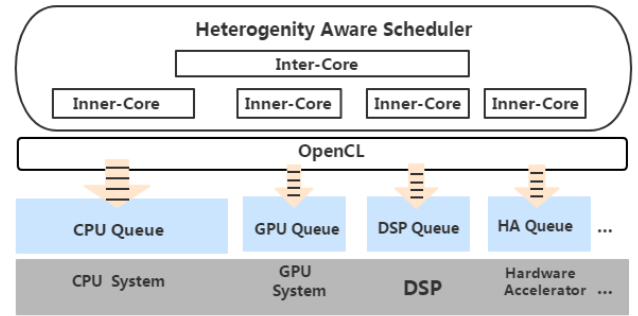 Heterogenity Aware Scheduler
Inter-Core
Inner-Core Inner-Core Inner-Core Inner-Core
OpenCL
CPU Queue GPU Queue DSP Queue HA Queue ...
CPU System GPU System DSP Hardware Accelerator ...